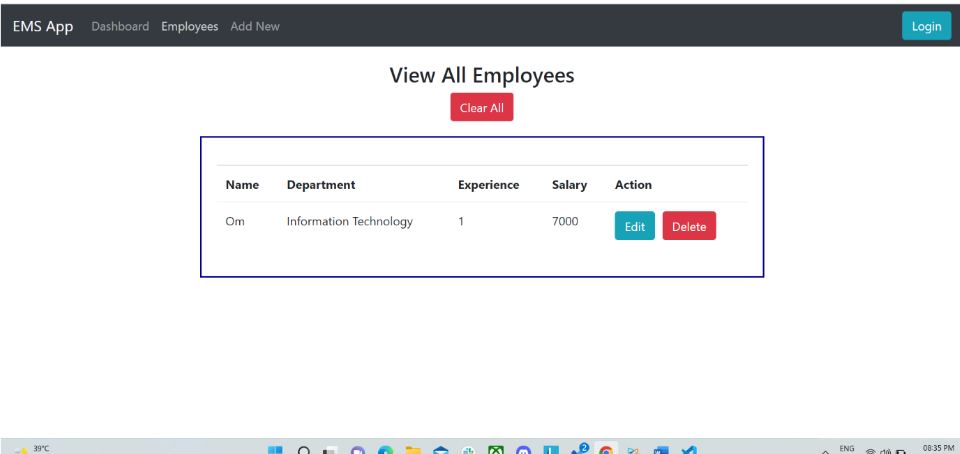 EMS App Dashboard Employees Add New Login
View All Employees
Clear All
Name Department Experience Salary Action
Om Information Technology 1 7000 Edit Delete
39°C 2 ENG 08:35 PM